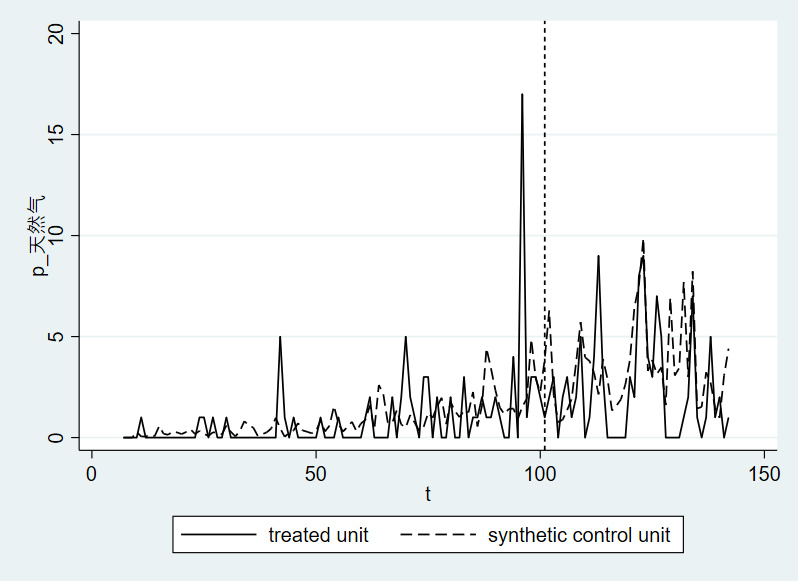 20
15
10
5
0
p_天然气
0
50
100
150
t
treated unit
synthetic control unit